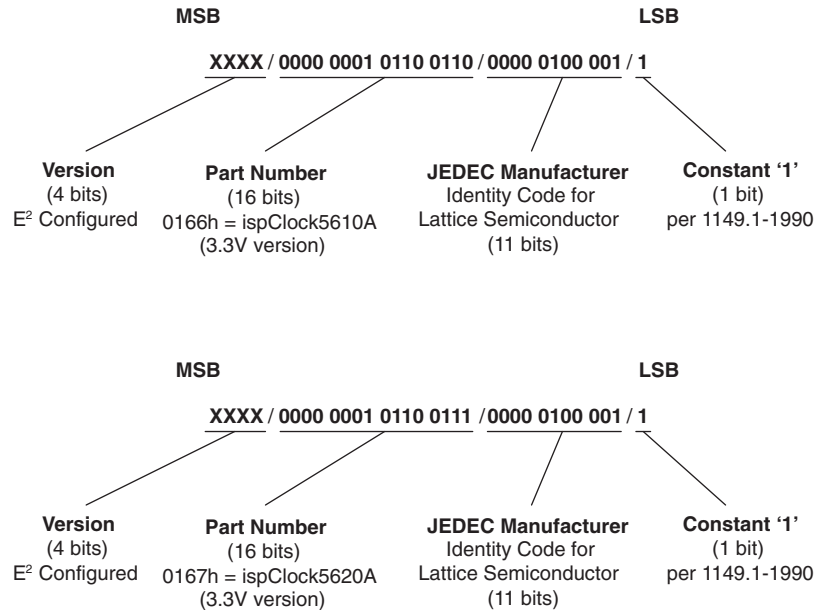 MSB LSB
XXXX / 0000 0001 0110 0110 / 0000 0100 001 / 1
Version
(4 bits)
E² Configured
Part Number
(16 bits)
0166h = ispClock5610A
(3.3V version)
JEDEC Manufacturer
Identity Code for
Lattice Semiconductor
(11 bits)
Constant ‘1’
(1 bit)
per 1149.1-1990
MSB LSB
XXXX / 0000 0001 0110 0111 / 0000 0100 001 / 1
Version
(4 bits)
E² Configured
Part Number
(16 bits)
0167h = ispClock5620A
(3.3V version)
JEDEC Manufacturer
Identity Code for
Lattice Semiconductor
(11 bits)
Constant ‘1’
(1 bit)
per 1149.1-1990